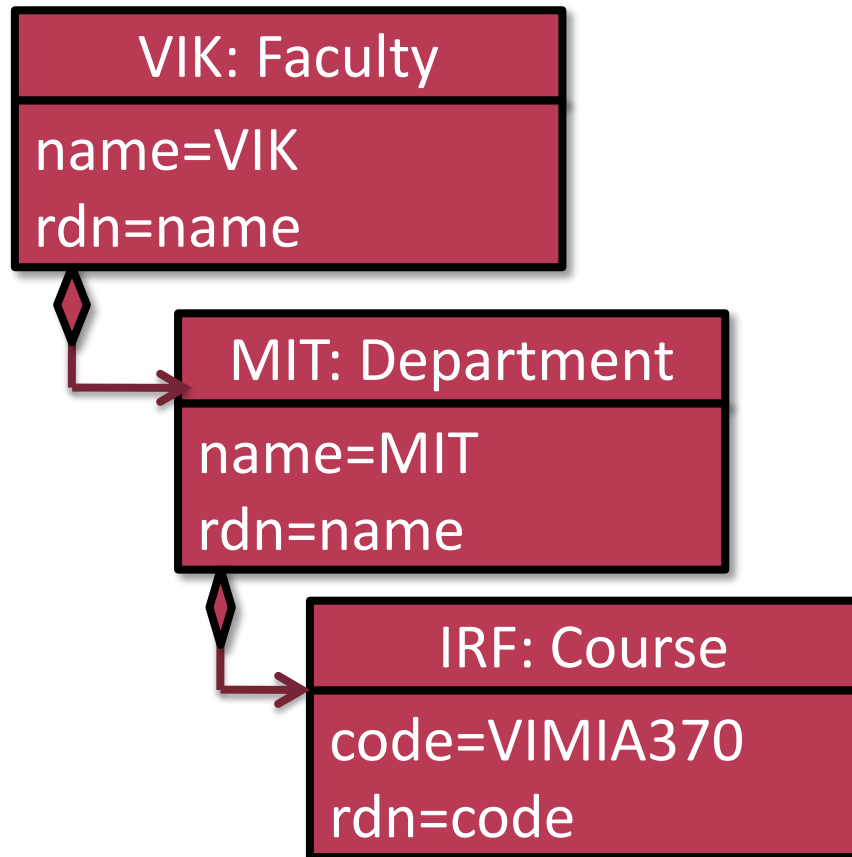 VIK: Faculty
name=VIK
rdn=name
MIT: Department
name=MIT
rdn=name
IRF: Course
code=VIMIA370
rdn=code